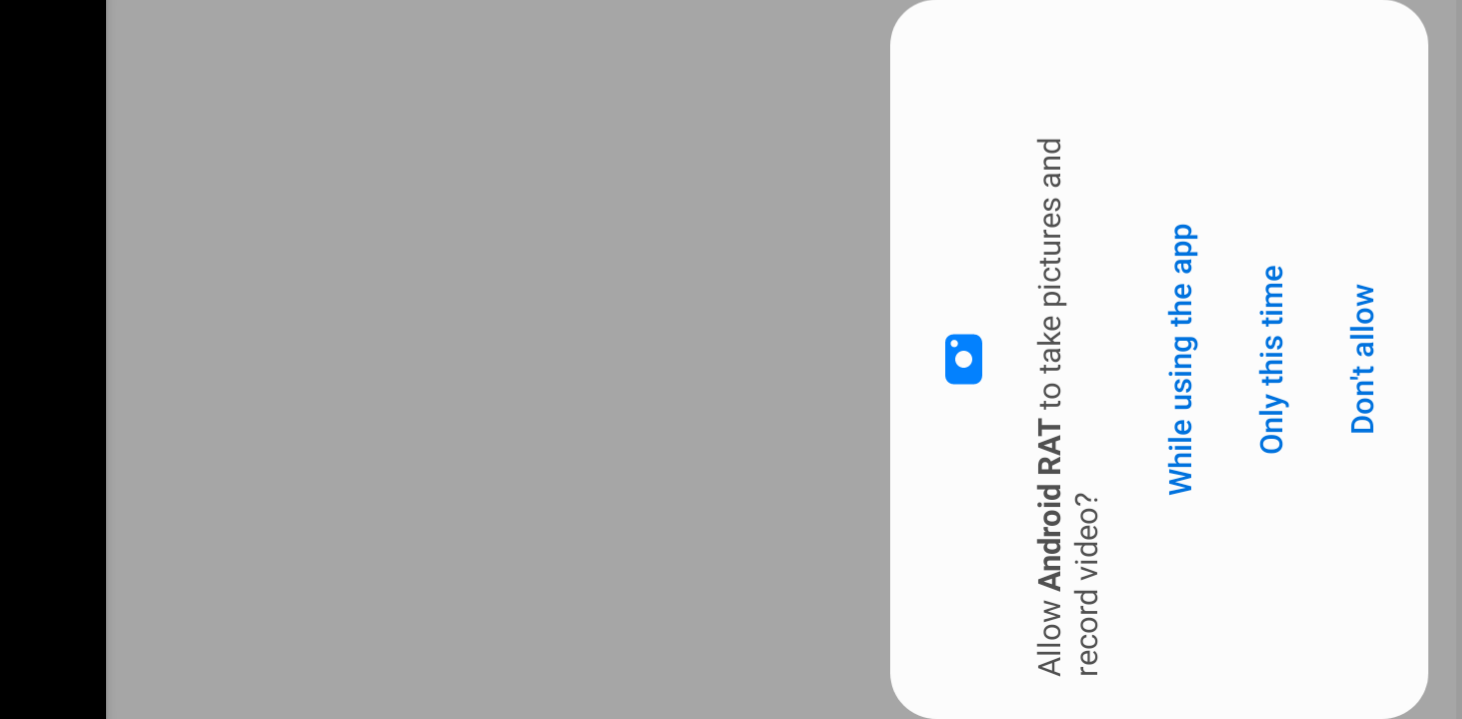 Allow Android RAT to take pictures and
record video?
While using the app
Only this time
Don't allow